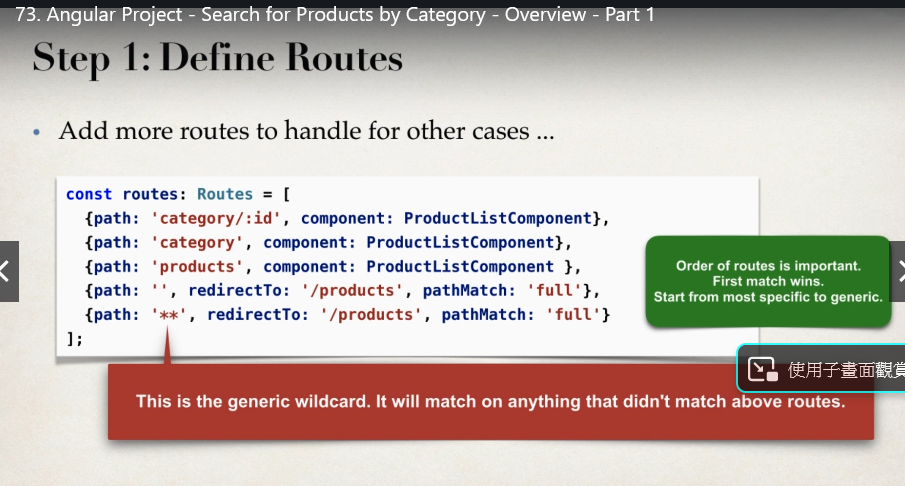 73. Angular Project - Search for Products by Category - Overview - Part 1
Step 1: Define Routes
• Add more routes to handle for other cases ...
const routes: Routes = [
{path: 'category/:id', component: ProductListComponent},
{path: 'category', component: ProductListComponent},
{path: 'products', component: ProductListComponent },
{path: '', redirectTo: '/products', pathMatch: 'full'},
{path: '**', redirectTo: '/products', pathMatch: 'full'}
];
Order of routes is important.
First match wins.
Start from most specific to generic.
使用子畫面觀賞
This is the generic wildcard. It will match on anything that didn't match above routes.